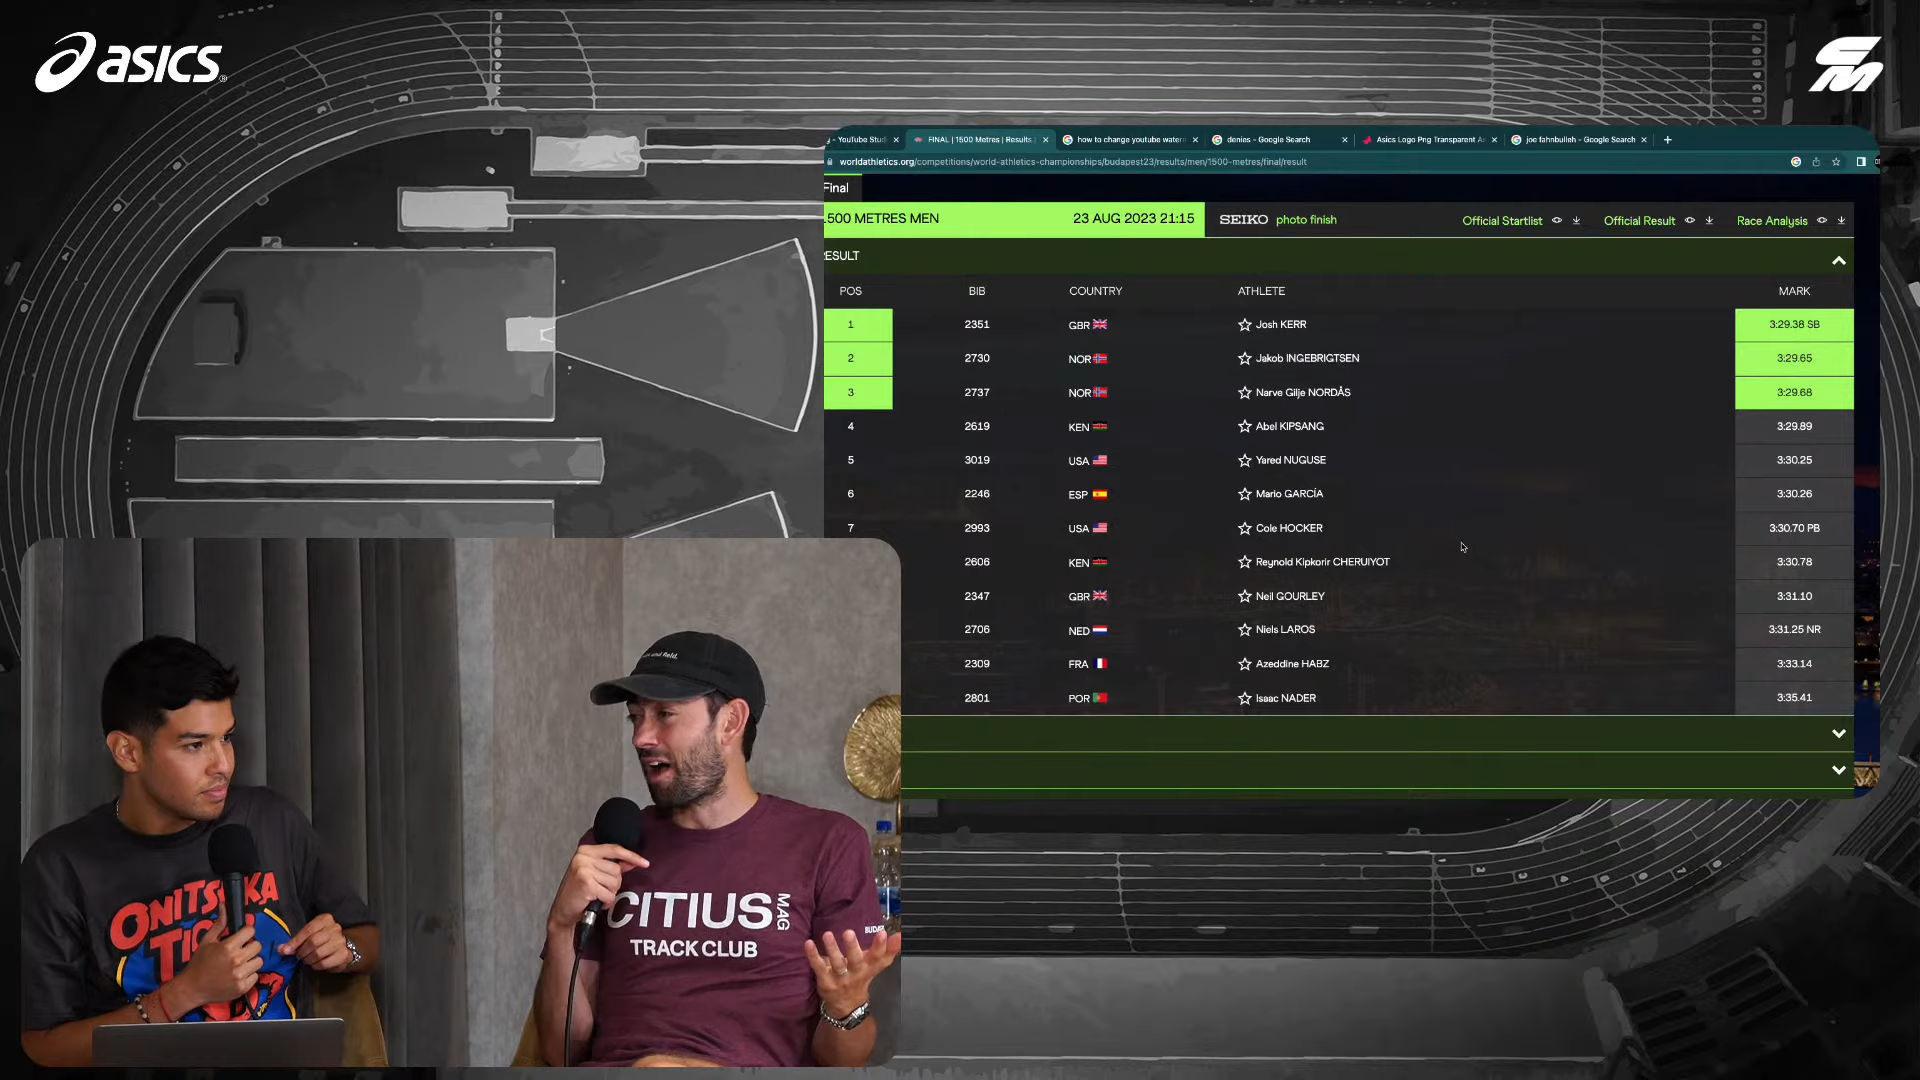 asics
g - YouTube Stud
FINAL | 1500 Metres | Results |
how to change youtube water
denies - Google Search
Asics Logo Png Transparent As
joe fahnbulleh - Google Search
worldathletics.org/competitions/world-athletics-championships/budapest23/results/men/1500-metres/final/result
Final
1500 METRES MEN 23 AUG 2023 21:15 SEIKO photo finish Official Startlist Official Result Race Analysis
RESULT
POS BIB COUNTRY ATHLETE MARK
1 2351 GBR Josh KERR 3:29.38 SB
2 2730 NOR Jakob INGEBRIGTSEN 3:29.65
3 2737 NOR Narve Gilje NORDÅS 3:29.68
4 2619 KEN Abel KIPSANG 3:29.89
5 3019 USA Yared NUGUSE 3:30.25
6 2246 ESP Mario GARCÍA 3:30.26
7 2993 USA Cole HOCKER 3:30.70 PB
2606 KEN Reynold Kipkorir CHERUIYOT 3:30.78
2347 GBR Neil GOURLEY 3:31.10
2706 NED Niels LAROS 3:31.25 NR
2309 FRA Azeddine HABZ 3:33.14
2801 POR Isaac NADER 3:35.41
and field.
ONITSUKA
TIG
CITIUS MAG
TRACK CLUB
BUDAP